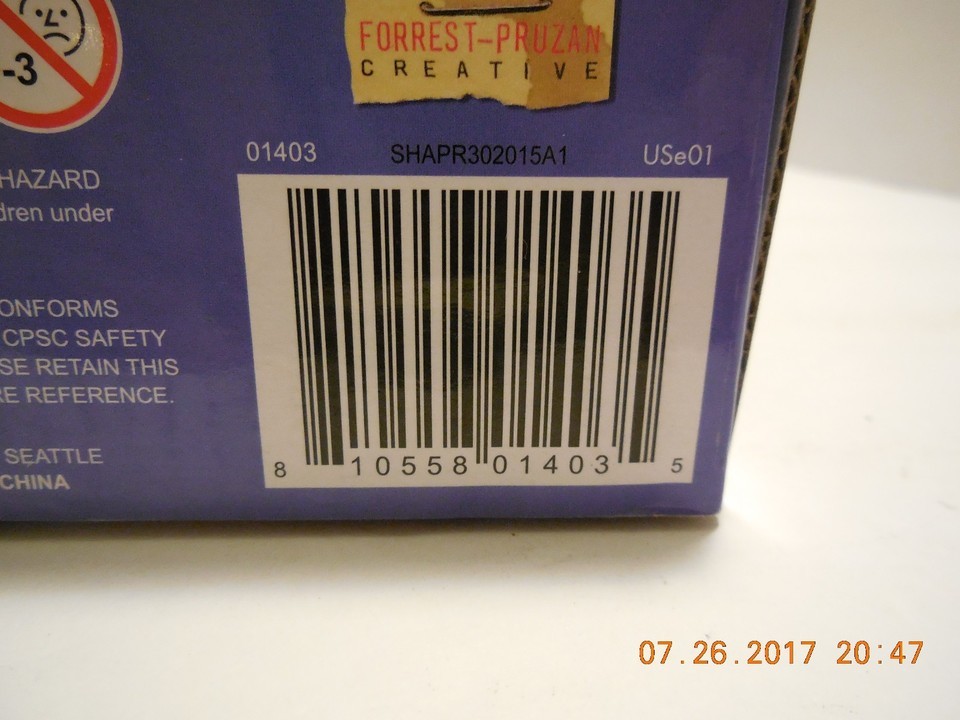 -3
FORREST-PRUZAN
CREATIVE
01403 SHAPR302015A1 USe01
HAZARD
dren under
ONFORMS
CPSC SAFETY
SE RETAIN THIS
RE REFERENCE.
SEATTLE
CHINA
8 10558 01403 5
07.26.2017 20:47